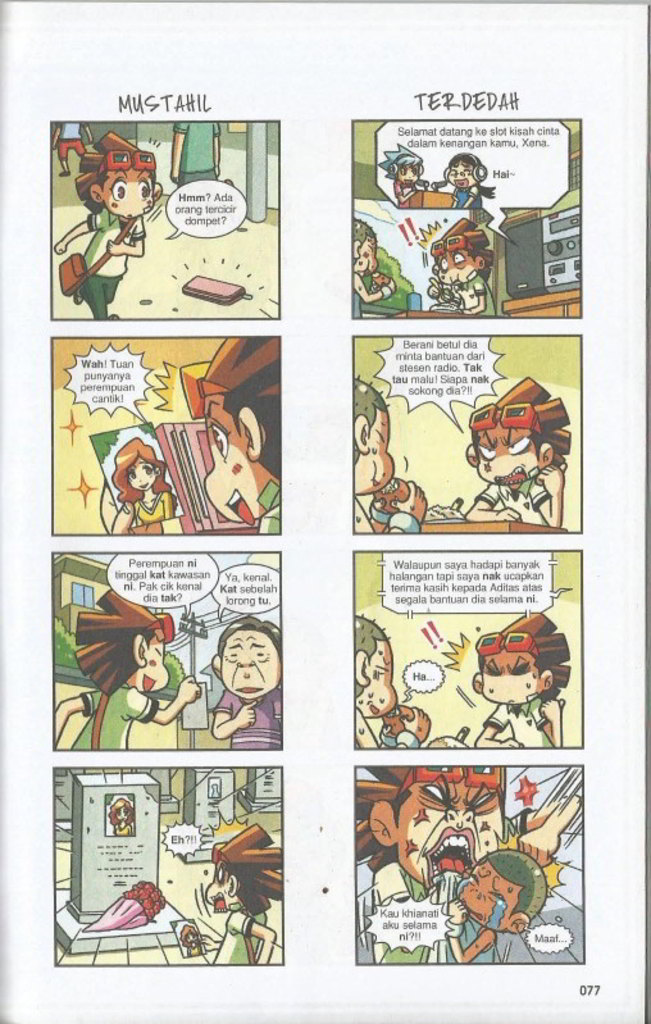 MUSTAHIL
Hmm? Ada
orang tercicir
dompet?
Wah! Tuan
punyanya
perempuan
cantik!
Perempuan ni
tinggal kat kawasan
ni. Pak cik kenal
dia tak?
Ya, kenal.
Kat sebelah
lorong tu.
Eh?!!
TERDEDAH
Selamat datang ke slot kisah cinta
dalam kenangan kamu, Xena.
Hai~
Berani betul dia
minta bantuan dari
stesen radio. Tak
tau malu! Siapa nak
sokong dia?!!
Walaupun saya hadapi banyak
halangan tapi saya nak ucapkan
terima kasih kepada Aditas atas
segala bantuan dia selama ni.
Ha...
Kau khianati
aku selama
ni?!!
Maaf...
077